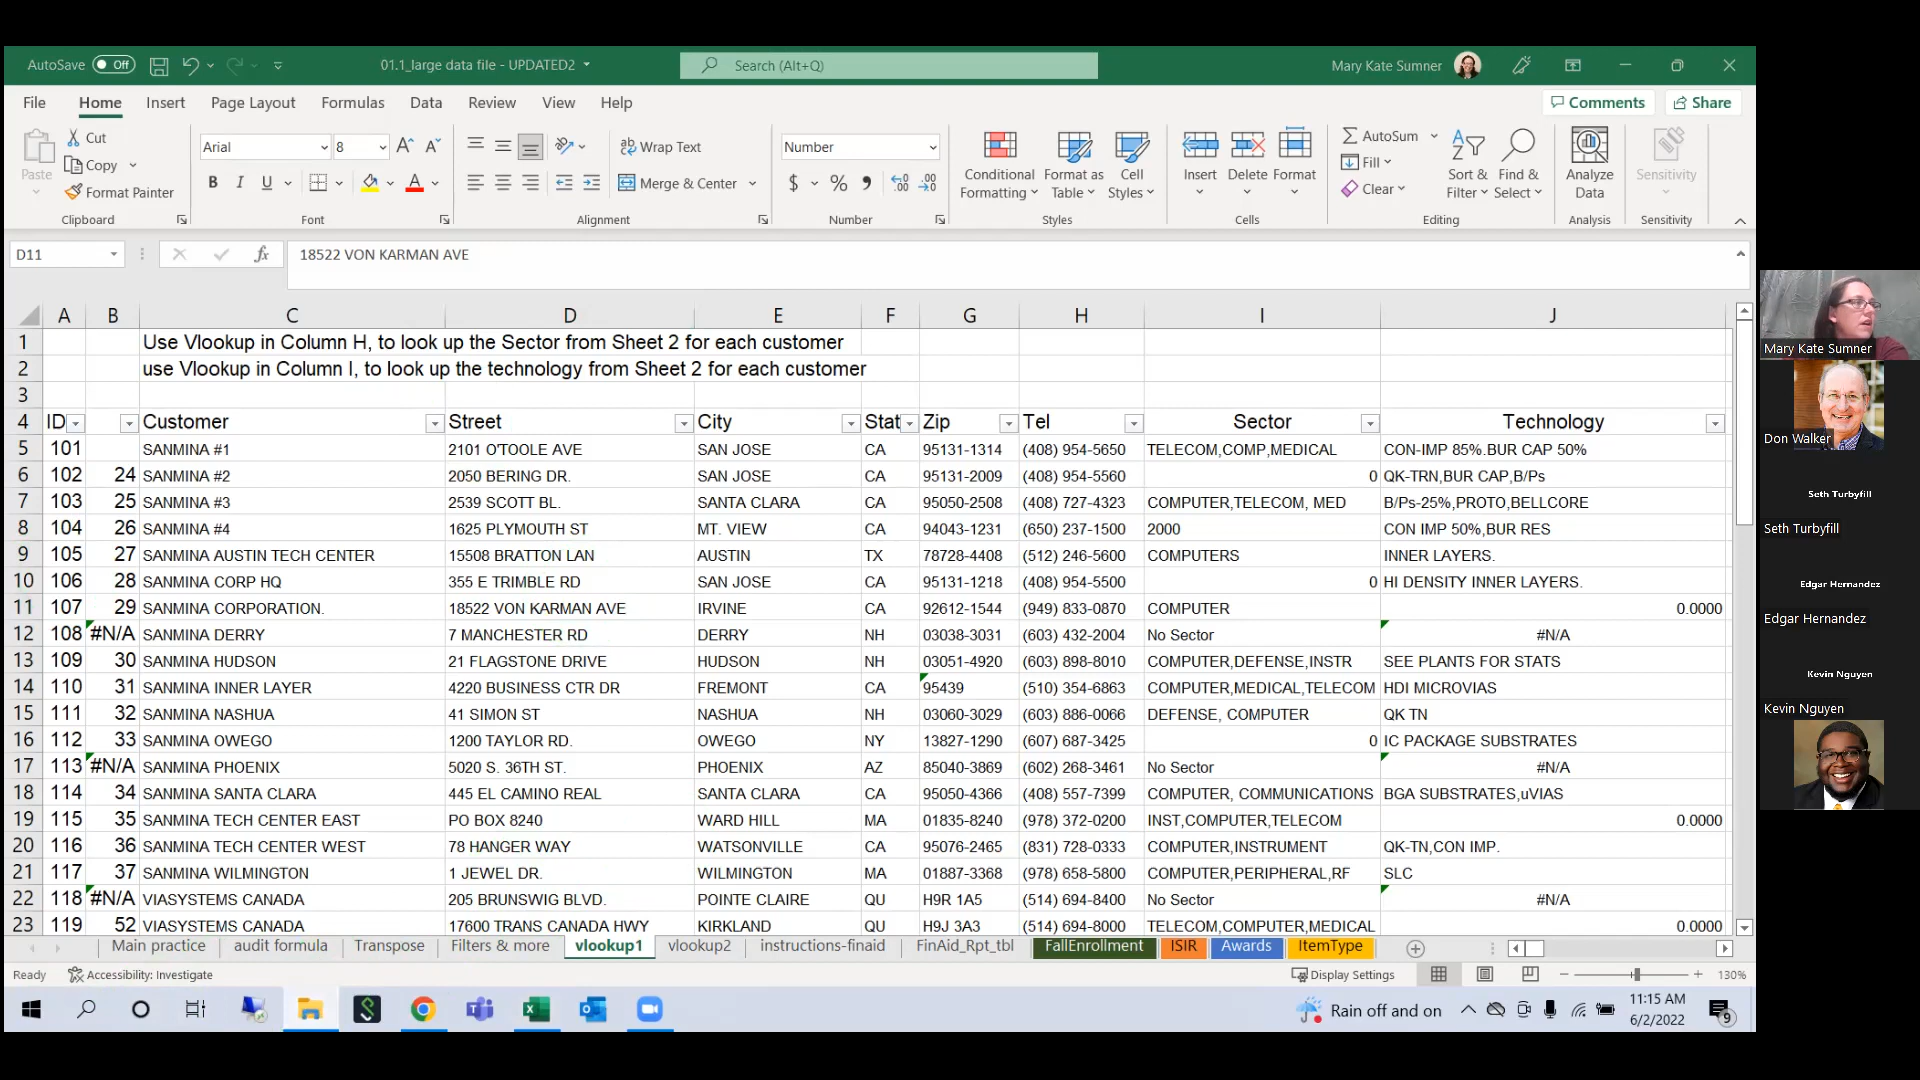 AutoSave Off 01.1_large data file - UPDATED2 Search (Alt+Q) Mary Kate Sumner
File Home Insert Page Layout Formulas Data Review View Help Comments Share
Paste Cut Copy Format Painter Clipboard
Arial 8 B I U A Font
Wrap Text Merge & Center Alignment
Number $ % Number
Conditional Formatting Format as Table Cell Styles Styles
Insert Delete Format Cells
AutoSum Fill Clear Sort & Filter Find & Select Editing
Analyze Data Analysis
Sensitivity Sensitivity
D11 fx 18522 VON KARMAN AVE
A B C D E F G H I J
1 Use Vlookup in Column H, to look up the Sector from Sheet 2 for each customer
2 use Vlookup in Column I, to look up the technology from Sheet 2 for each customer
3
4 ID Customer Street City Stat Zip Tel Sector Technology
5 101 SANMINA #1 2101 O'TOOLE AVE SAN JOSE CA 95131-1314 (408) 954-5650 TELECOM,COMP,MEDICAL CON-IMP 85%.BUR CAP 50%
6 102 24 SANMINA #2 2050 BERING DR. SAN JOSE CA 95131-2009 (408) 954-5560 0 QK-TRN,BUR CAP,B/Ps
7 103 25 SANMINA #3 2539 SCOTT BL. SANTA CLARA CA 95050-2508 (408) 727-4323 COMPUTER,TELECOM, MED B/Ps-25%,PROTO,BELLCORE
8 104 26 SANMINA #4 1625 PLYMOUTH ST MT. VIEW CA 94043-1231 (650) 237-1500 2000 CON IMP 50%,BUR RES
9 105 27 SANMINA AUSTIN TECH CENTER 15508 BRATTON LAN AUSTIN TX 78728-4408 (512) 246-5600 COMPUTERS INNER LAYERS.
10 106 28 SANMINA CORP HQ 355 E TRIMBLE RD SAN JOSE CA 95131-1218 (408) 954-5500 0 HI DENSITY INNER LAYERS.
11 107 29 SANMINA CORPORATION. 18522 VON KARMAN AVE IRVINE CA 92612-1544 (949) 833-0870 COMPUTER 0.0000
12 108 #N/A SANMINA DERRY 7 MANCHESTER RD DERRY NH 03038-3031 (603) 432-2004 No Sector #N/A
13 109 30 SANMINA HUDSON 21 FLAGSTONE DRIVE HUDSON NH 03051-4920 (603) 898-8010 COMPUTER,DEFENSE,INSTR SEE PLANTS FOR STATS
14 110 31 SANMINA INNER LAYER 4220 BUSINESS CTR DR FREMONT CA 95439 (510) 354-6863 COMPUTER,MEDICAL,TELECOM HDI MICROVIAS
15 111 32 SANMINA NASHUA 41 SIMON ST NASHUA NH 03060-3029 (603) 886-0066 DEFENSE, COMPUTER QK TN
16 112 33 SANMINA OWEGO 1200 TAYLOR RD. OWEGO NY 13827-1290 (607) 687-3425 0 IC PACKAGE SUBSTRATES
17 113 #N/A SANMINA PHOENIX 5020 S. 36TH ST. PHOENIX AZ 85040-3869 (602) 268-3461 No Sector #N/A
18 114 34 SANMINA SANTA CLARA 445 EL CAMINO REAL SANTA CLARA CA 95050-4366 (408) 557-7399 COMPUTER, COMMUNICATIONS BGA SUBSTRATES,uVIAS
19 115 35 SANMINA TECH CENTER EAST PO BOX 8240 WARD HILL MA 01835-8240 (978) 372-0200 INST,COMPUTER,TELECOM 0.0000
20 116 36 SANMINA TECH CENTER WEST 78 HANGER WAY WATSONVILLE CA 95076-2465 (831) 728-0333 COMPUTER,INSTRUMENT QK-TN,CON IMP.
21 117 37 SANMINA WILMINGTON 1 JEWEL DR. WILMINGTON MA 01887-3368 (978) 658-5800 COMPUTER,PERIPHERAL,RF SLC
22 118 #N/A VIASYSTEMS CANADA 205 BRUNSWIG BLVD. POINTE CLAIRE QU H9R 1A5 (514) 694-8400 No Sector #N/A
23 119 52 VIASYSTEMS CANADA 17600 TRANS CANADA HWY KIRKLAND QU H9J 3A3 (514) 694-8000 TELECOM,COMPUTER,MEDICAL 0.0000
Main practice audit formula Transpose Filters & more vlookup1 vlookup2 instructions-finaid FinAid_Rpt_tbl FallEnrollment ISIR Awards ItemType
Ready Accessibility: Investigate Display Settings 130%
Rain off and on 11:15 AM
6/2/2022 9
Mary Kate Sumner
Don Walker
Seth Turbyfill
Seth Turbyfill
Edgar Hernandez
Edgar Hernandez
Kevin Nguyen
Kevin Nguyen